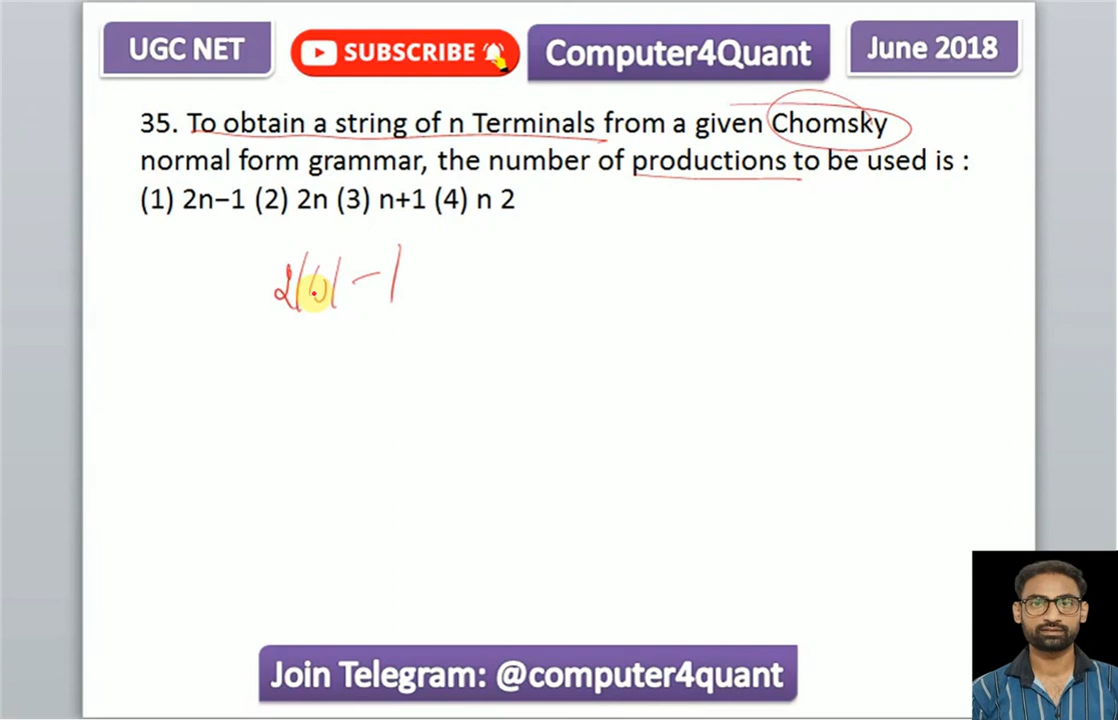 UGC NET
SUBSCRIBE
Computer4Quant
June 2018
35. To obtain a string of n Terminals from a given Chomsky
normal form grammar, the number of productions to be used is :
(1) 2n−1 (2) 2n (3) n+1 (4) n 2
2|ω| - 1
Join Telegram: @computer4quant